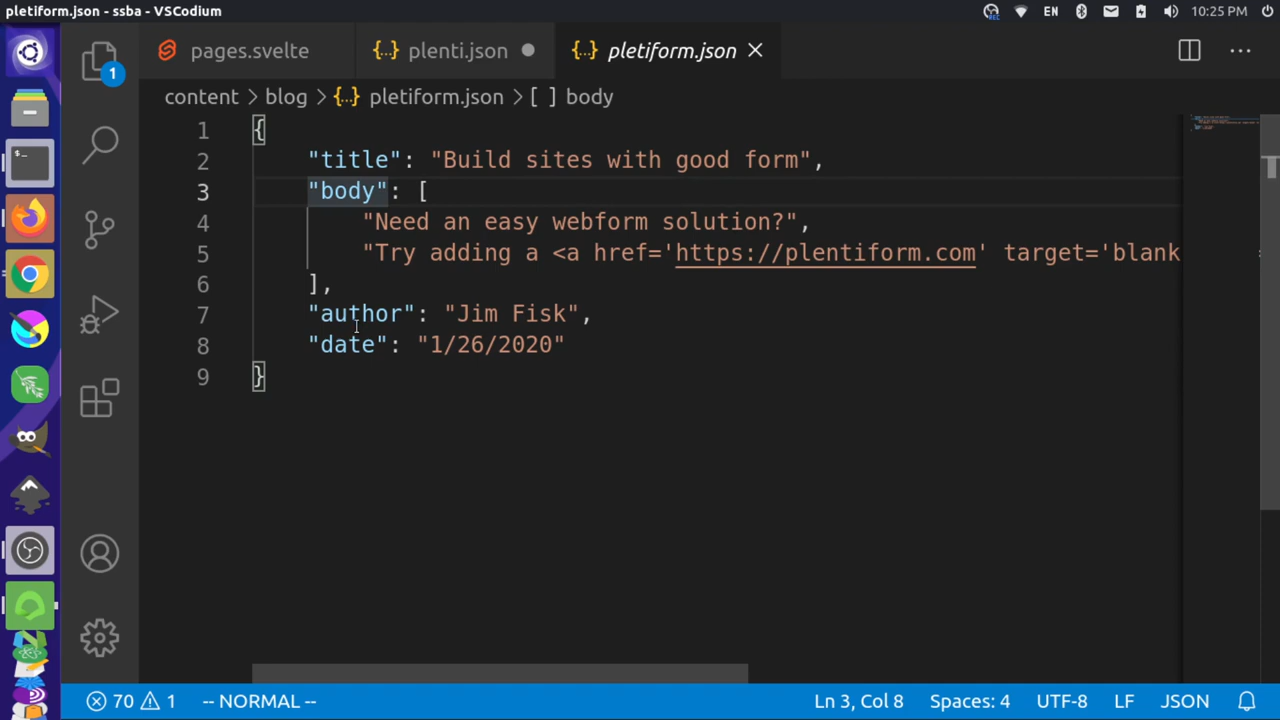 pletiform.json - ssba - VSCodium
REC
EN
10:25 PM
1
pages.svelte
{..} plenti.json
{..} pletiform.json
content > blog > {..} pletiform.json > [ ] body
1 {
2 "title": "Build sites with good form",
3 "body": [
4 "Need an easy webform solution?",
5 "Try adding a <a href='https://plentiform.com' target='blank
6 ],
7 "author": "Jim Fisk",
8 "date": "1/26/2020"
9 }
70 1 -- NORMAL -- Ln 3, Col 8 Spaces: 4 UTF-8 LF JSON